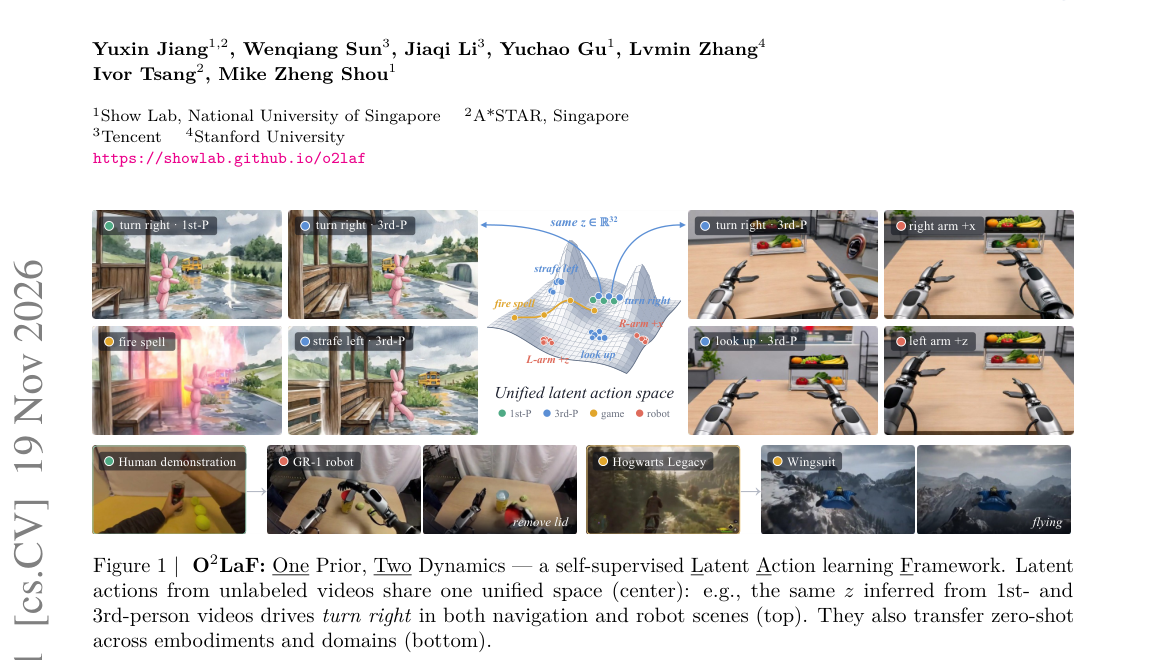 Yuxin Jiang1,2, Wenqiang Sun3, Jiaqi Li3, Yuchao Gu1, Lvmin Zhang4
Ivor Tsang2, Mike Zheng Shou1
1Show Lab, National University of Singapore 2A*STAR, Singapore
3Tencent 4Stanford University
https://showlab.github.io/o2laf
[cs.CV] 19 Nov 2026
turn right · 1st-P
turn right · 3rd-P
same z ∈ ℝ32
turn right · 3rd-P
right arm +x
strafe left
fire spell
turn right
R-arm +x
L-arm +z
look up
fire spell
strafe left · 3rd-P
look up · 3rd-P
left arm +z
Unified latent action space
1st-P 3rd-P game robot
Human demonstration
GR-1 robot
remove lid
Hogwarts Legacy
Wingsuit
flying
Figure 1 | O2LaF: One Prior, Two Dynamics — a self-supervised Latent Action learning Framework. Latent
actions from unlabeled videos share one unified space (center): e.g., the same z inferred from 1st- and
3rd-person videos drives turn right in both navigation and robot scenes (top). They also transfer zero-shot
across embodiments and domains (bottom).